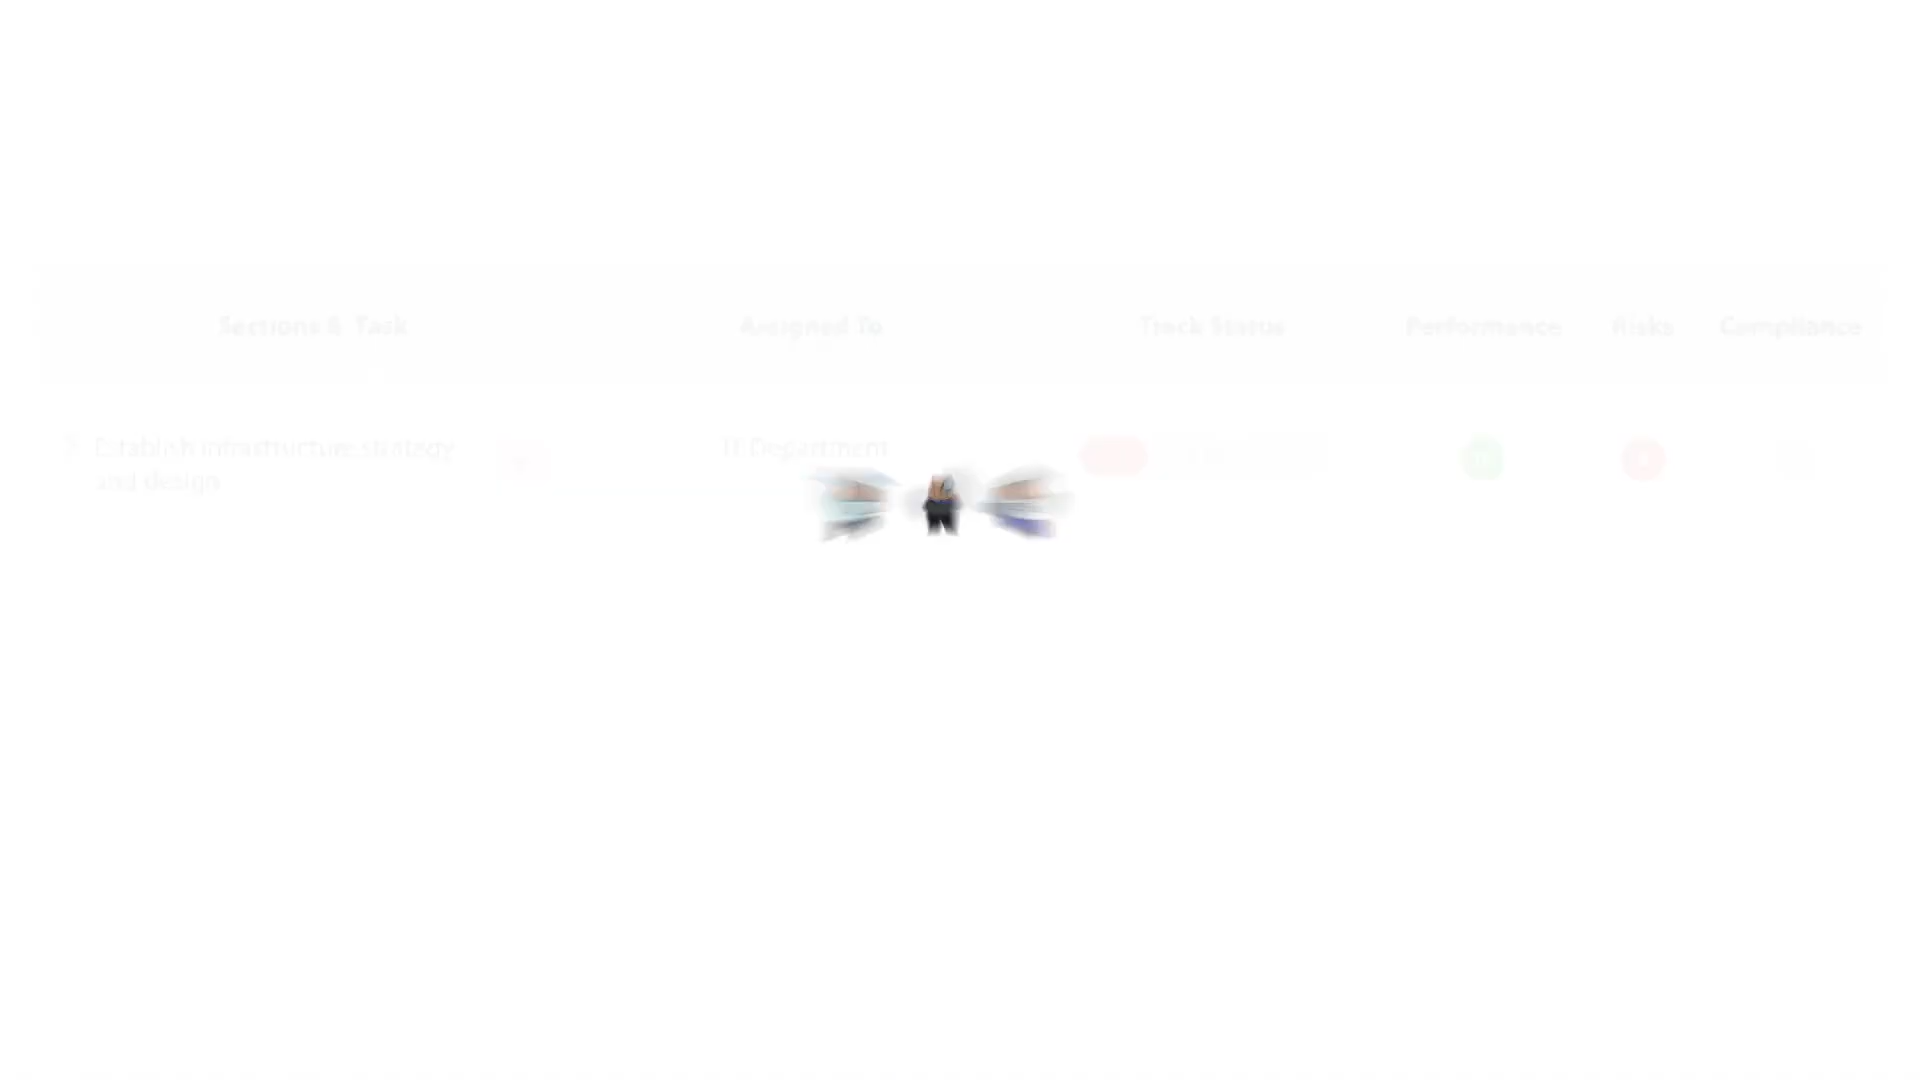 Sections & Task
Assigned To
Track Status
Performance
Risks
Compliance
Establish infrastructure strategy
and design
IT Department